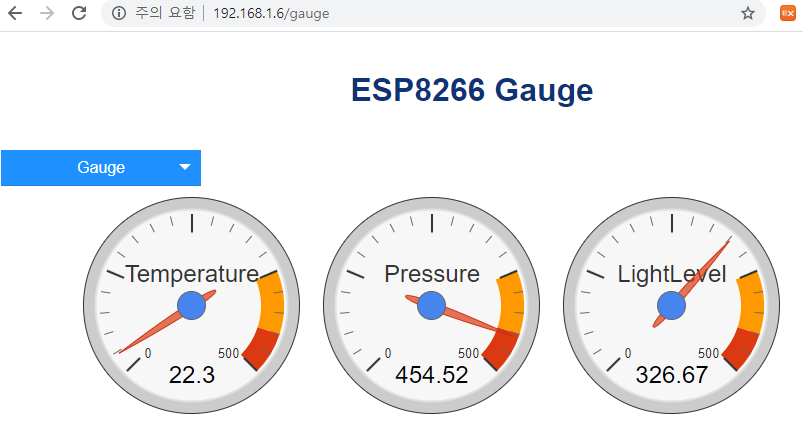 주의 요함 192.168.1.6/gauge
ESP8266 Gauge
Gauge
Temperature Pressure LightLevel
0 500 0 500 0 500
22.3 454.52 326.67